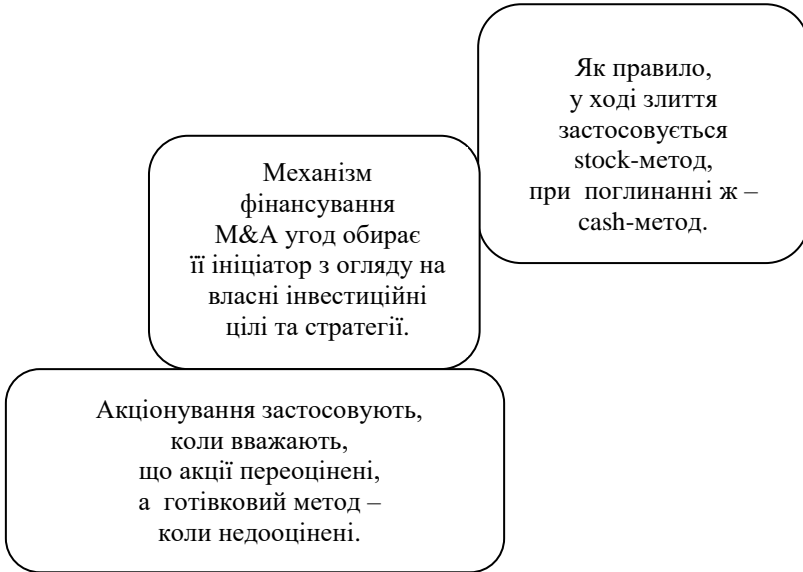 Як правило,
у ході злиття
застосовується
stock-метод,
при поглинанні ж –
cash-метод.
Механізм
фінансування
M&A угод обирає
її ініціатор з огляду на
власні інвестиційні
цілі та стратегії.
Акціонування застосовують,
коли вважають,
що акції переоцінені,
а готівковий метод –
коли недооцінені.